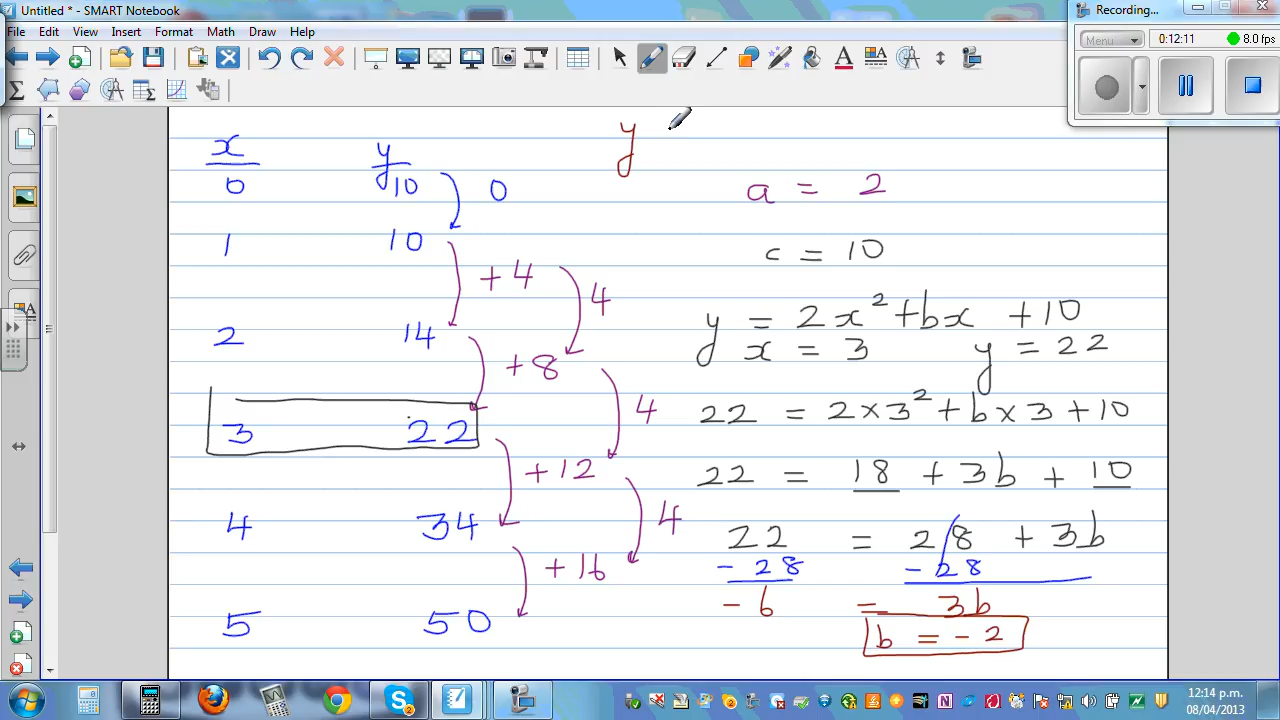 Untitled * - SMART Notebook
Recording...
File Edit View Insert Format Math Draw Help
Menu
0:12:11
8.0 fps
x y
y
0 10
0
a = 2
1 10
+4
c = 10
4
y = 2x² + bx + 10
2 14
+8
x = 3 y = 22
4
22 = 2 × 3² + b × 3 + 10
3 22
+12
22 = 18 + 3b + 10
4 34
4
22 = 28 + 3b
+16
- 28 - 28
- 6 = 3b
5 50
b = - 2
12:14 p.m.
08/04/2013